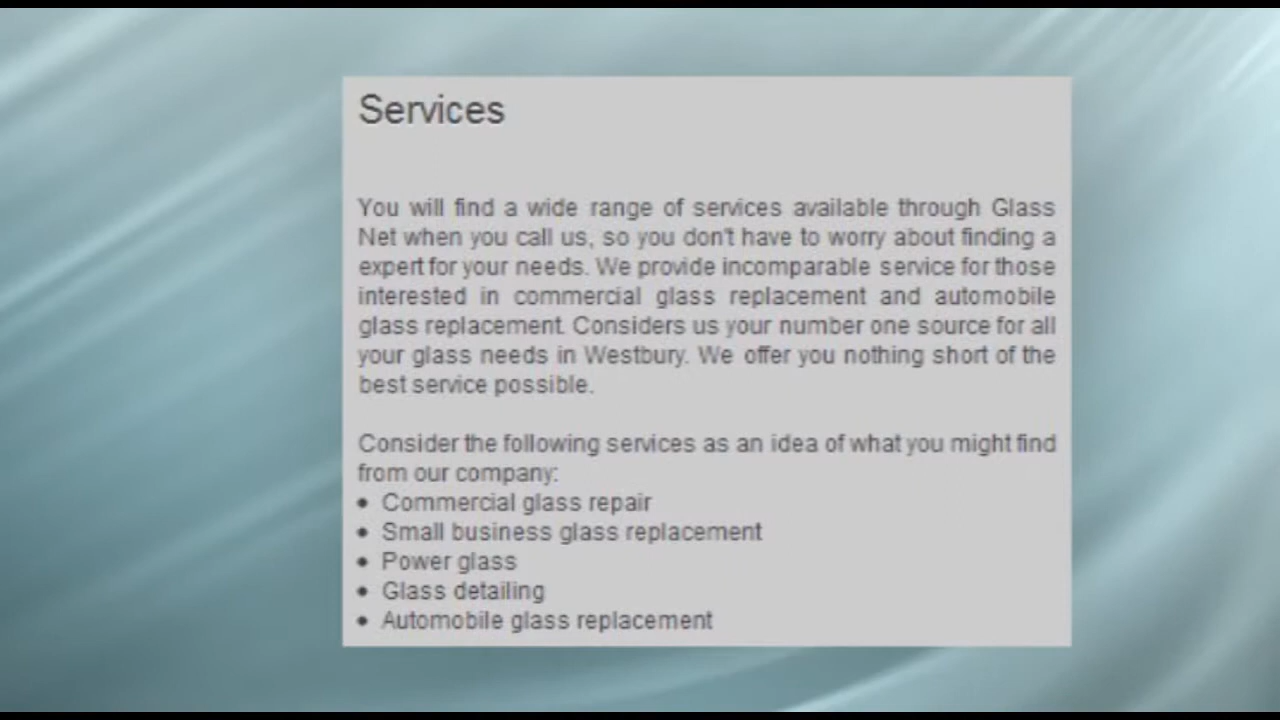 Services
You will find a wide range of services available through Glass
Net when you call us, so you don't have to worry about finding a
expert for your needs. We provide incomparable service for those
interested in commercial glass replacement and automobile
glass replacement. Considers us your number one source for all
your glass needs in Westbury. We offer you nothing short of the
best service possible.
Consider the following services as an idea of what you might find
from our company:
• Commercial glass repair
• Small business glass replacement
• Power glass
• Glass detailing
• Automobile glass replacement